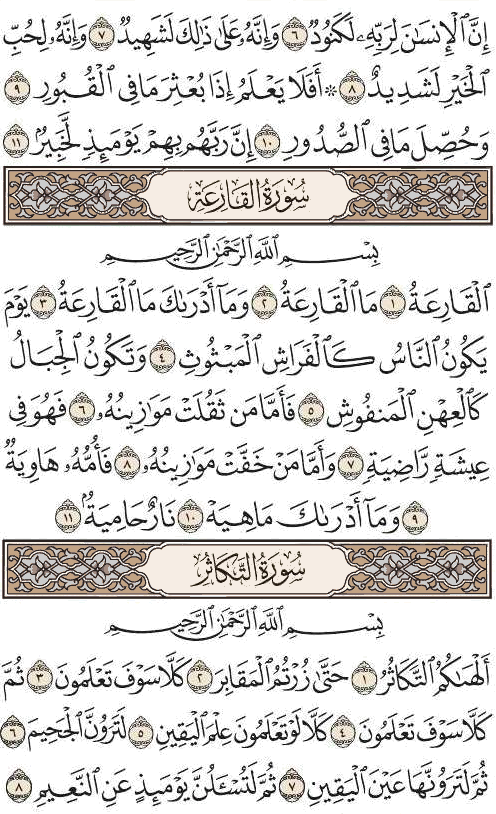 إِنَّ ٱلْإِنسَٰنَ لِرَبِّهِۦ لَكَنُودٌ ٦ وَإِنَّهُۥ عَلَىٰ ذَٰلِكَ لَشَهِيدٌ ٧ وَإِنَّهُۥ لِحُبِّ
ٱلْخَيْرِ لَشَدِيدٌ ٨ ۞ أَفَلَا يَعْلَمُ إِذَا بُعْثِرَ مَا فِى ٱلْقُبُورِ ٩
وَحُصِّلَ مَا فِى ٱلصُّدُورِ ١٠ إِنَّ رَبَّهُم بِهِمْ يَوْمَئِذٍ لَّخَبِيرٌۢ ١١
سُورَةُ القَارِعَةِ
بِسْمِ ٱللَّهِ ٱلرَّحْمَٰنِ ٱلرَّحِيمِ
ٱلْقَارِعَةُ ١ مَا ٱلْقَارِعَةُ ٢ وَمَآ أَدْرَىٰكَ مَا ٱلْقَارِعَةُ ٣ يَوْمَ
يَكُونُ ٱلنَّاسُ كَٱلْفَرَاشِ ٱلْمَبْثُوثِ ٤ وَتَكُونُ ٱلْجِبَالُ
كَٱلْعِهْنِ ٱلْمَنفُوشِ ٥ فَأَمَّا مَن ثَقُلَتْ مَوَٰزِينُهُۥ ٦ فَهُوَ فِى
عِيشَةٍ رَّاضِيَةٍ ٧ وَأَمَّا مَنْ خَفَّتْ مَوَٰزِينُهُۥ ٨ فَأُمُّهُۥ هَاوِيَةٌ
٩ وَمَآ أَدْرَىٰكَ مَا هِيَهْ ١٠ نَارٌ حَامِيَةٌۢ ١١
سُورَةُ التَّكَاثُرِ
بِسْمِ ٱللَّهِ ٱلرَّحْمَٰنِ ٱلرَّحِيمِ
أَلْهَىٰكُمُ ٱلتَّكَاثُرُ ١ حَتَّىٰ زُرْتُمُ ٱلْمَقَابِرَ ٢ كَلَّا سَوْفَ تَعْلَمُونَ ٣ ثُمَّ
كَلَّا سَوْفَ تَعْلَمُونَ ٤ كَلَّا لَوْ تَعْلَمُونَ عِلْمَ ٱلْيَقِينِ ٥ لَتَرَوُنَّ ٱلْجَحِيمَ ٦
ثُمَّ لَتَرَوُنَّهَا عَيْنَ ٱلْيَقِينِ ٧ ثُمَّ لَتُسْـَٔلُنَّ يَوْمَئِذٍ عَنِ ٱلنَّعِيمِ ٨